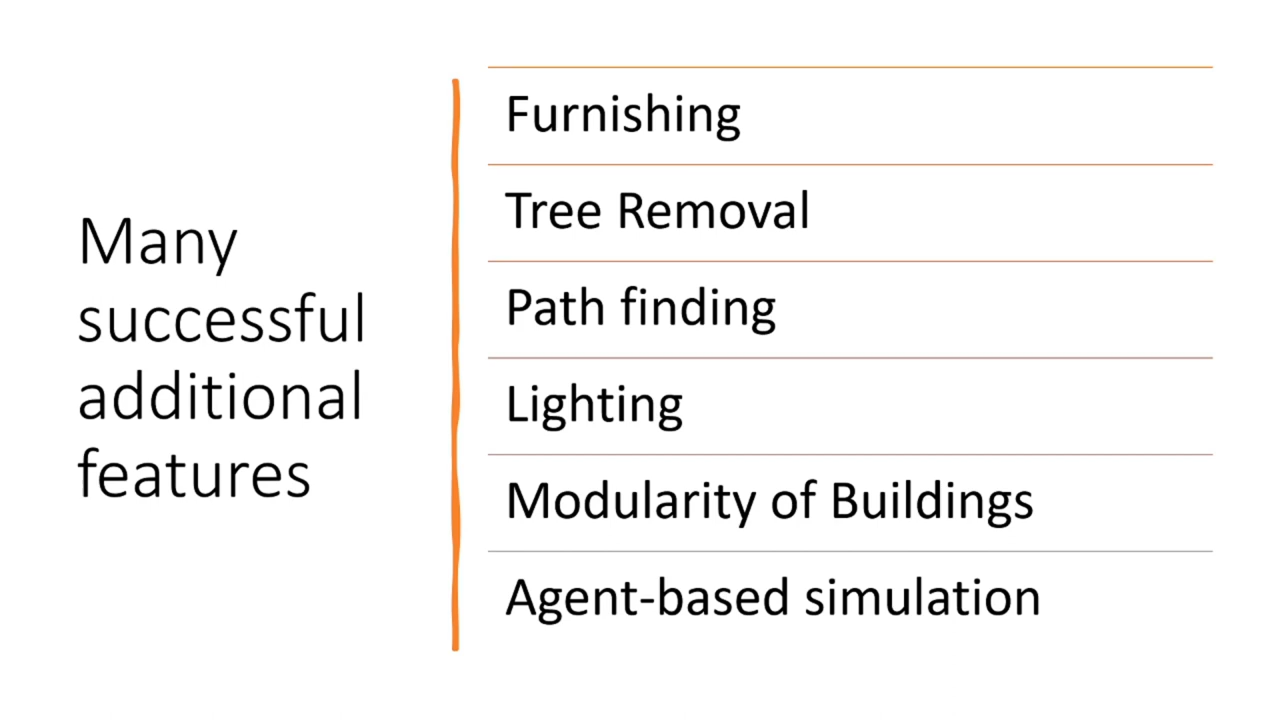 Many
successful
additional
features
Furnishing
Tree Removal
Path finding
Lighting
Modularity of Buildings
Agent-based simulation